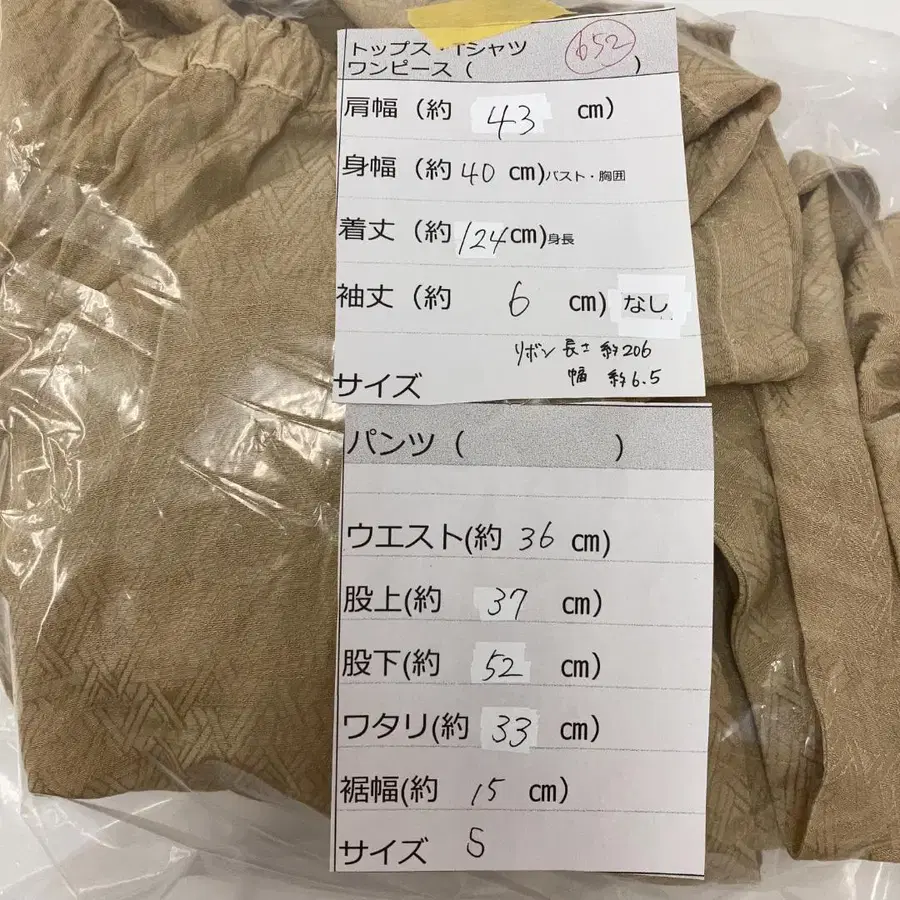 トップス・Tシャツ 652
ワンピース ( )
肩幅 (約 43 cm)
身幅 (約 40 cm)バスト・胸囲
着丈 (約 124cm)身長
袖丈 (約 6 cm) なし
リボン 長さ 約206
幅 約6.5
サイズ
パンツ ( )
ウエスト(約 36 cm)
股上(約 37 cm)
股下(約 52 cm)
ワタリ(約 33 cm)
裾幅(約 15 cm)
サイズ S